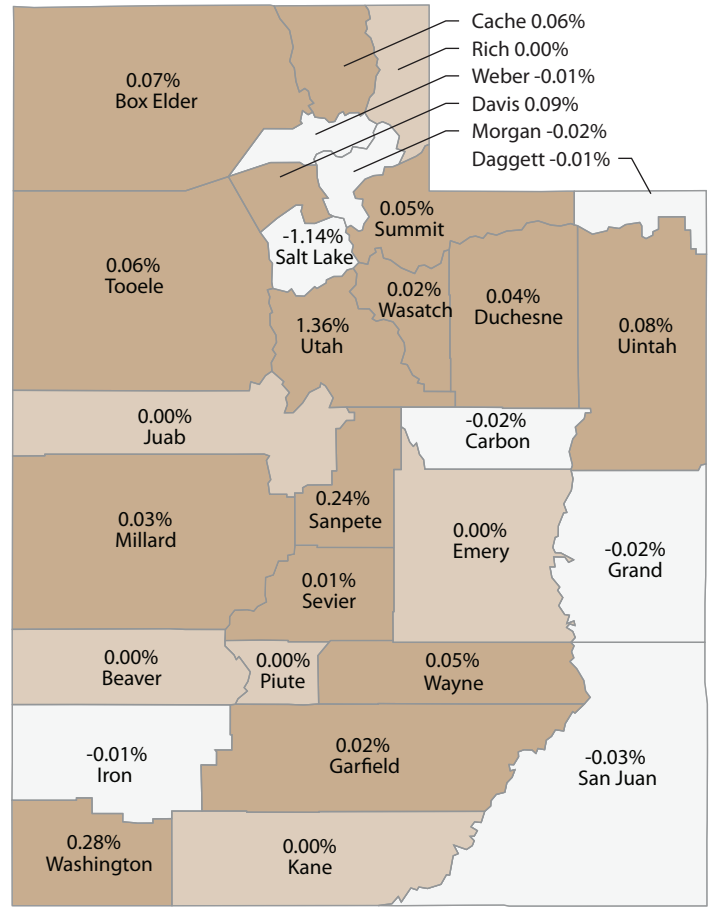 Cache 0.06%
Rich 0.00%
Weber -0.01%
Davis 0.09%
Morgan -0.02%
Daggett -0.01%
0.07%
Box Elder
0.05%
Summit
-1.14%
Salt Lake
0.06%
Tooele
0.02%
Wasatch
0.04%
Duchesne
0.08%
Uintah
1.36%
Utah
0.00%
Juab
-0.02%
Carbon
0.24%
Sanpete
0.03%
Millard
0.00%
Emery
-0.02%
Grand
0.01%
Sevier
0.00%
Beaver
0.00%
Piute
0.05%
Wayne
-0.01%
Iron
0.02%
Garfield
-0.03%
San Juan
0.28%
Washington
0.00%
Kane